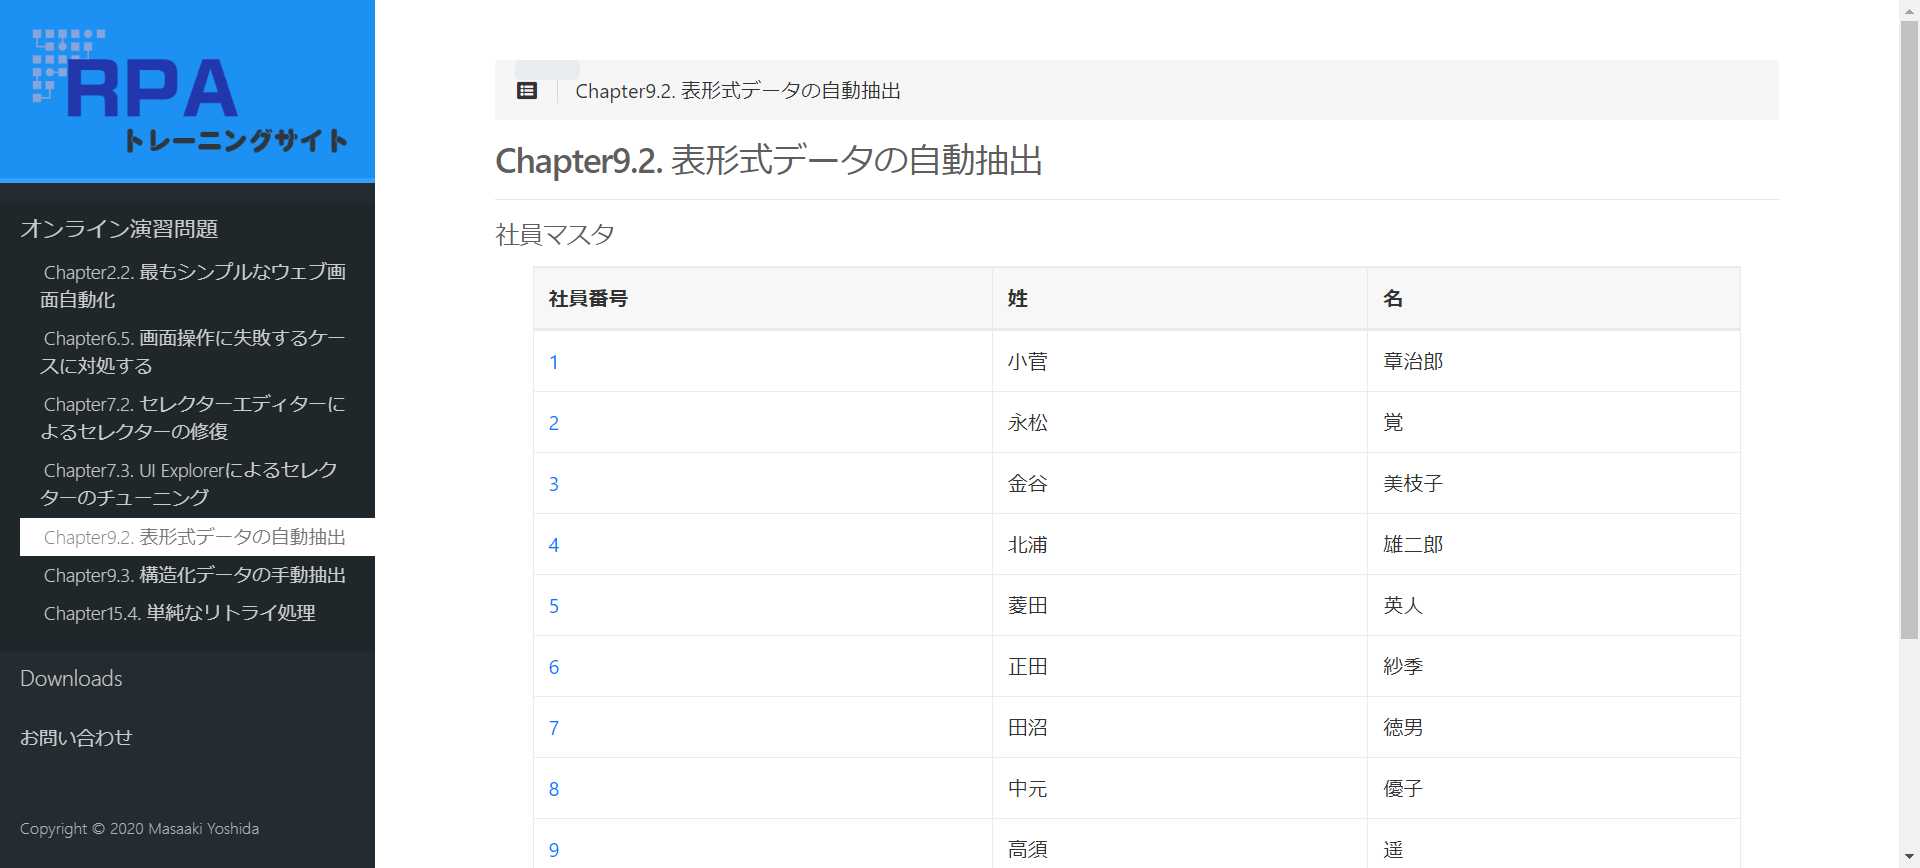 RPA
トレーニングサイト
オンライン演習問題
Chapter2.2. 最もシンプルなウェブ画
面自動化
Chapter6.5. 画面操作に失敗するケー
スに対処する
Chapter7.2. セレクターエディターに
よるセレクターの修復
Chapter7.3. UI Explorerによるセレク
ターのチューニング
Chapter9.2. 表形式データの自動抽出
Chapter9.3. 構造化データの手動抽出
Chapter15.4. 単純なリトライ処理
Downloads
お問い合わせ
Copyright © 2020 Masaaki Yoshida
Chapter9.2. 表形式データの自動抽出
Chapter9.2. 表形式データの自動抽出
社員マスタ
社員番号 姓 名
1 小菅 章治郎
2 永松 覚
3 金谷 美枝子
4 北浦 雄二郎
5 菱田 英人
6 正田 紗季
7 田沼 徳男
8 中元 優子
9 高須 遥